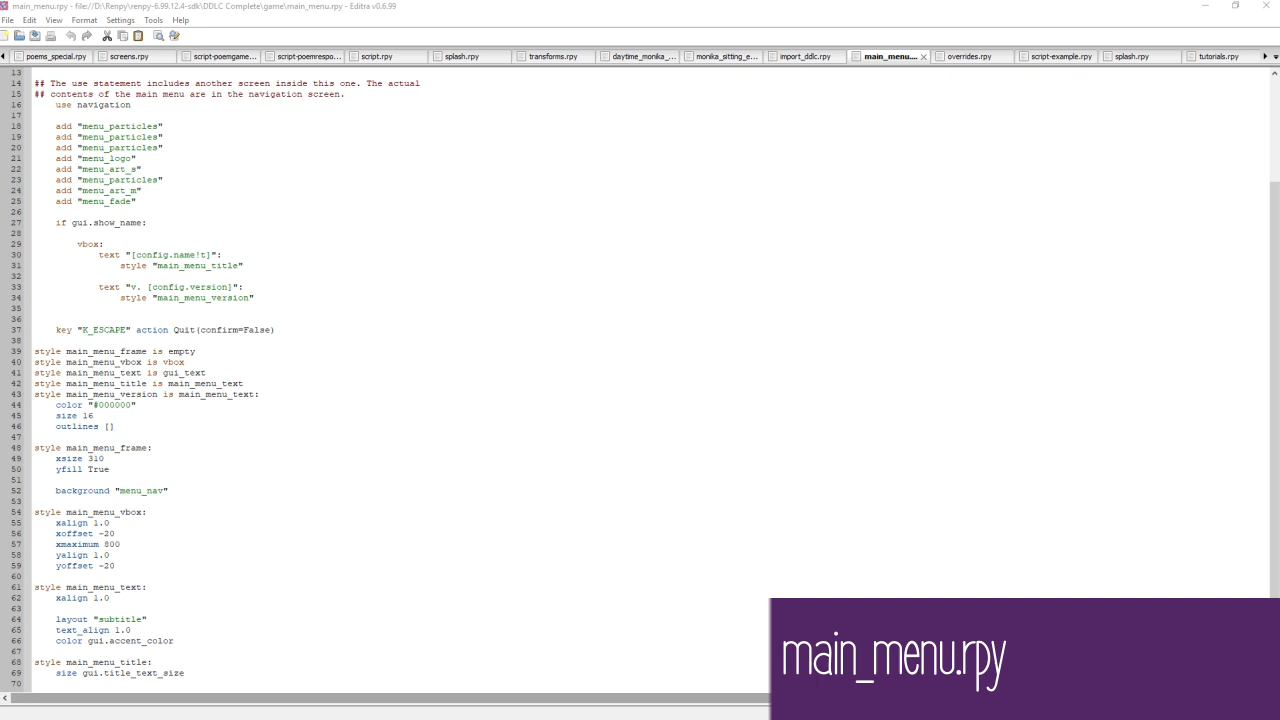 main_menu.rpy - file://D:\Renpy\renpy-6.99.12.4-sdk\DDLC Complete\game\main_menu.rpy - Editra v0.6.99
File Edit View Format Settings Tools Help
poems_special.rpy screens.rpy script-poemgame... script-poemrespo... script.rpy splash.rpy transforms.rpy daytime_monika_... monika_sitting_e... import_ddlc.rpy main_menu.... overrides.rpy script-example.rpy splash.rpy tutorials.rpy
13
14 ## The use statement includes another screen inside this one. The actual
15 ## contents of the main menu are in the navigation screen.
16 use navigation
17
18 add "menu_particles"
19 add "menu_particles"
20 add "menu_particles"
21 add "menu_logo"
22 add "menu_art_s"
23 add "menu_particles"
24 add "menu_art_m"
25 add "menu_fade"
26
27 if gui.show_name:
28
29 vbox:
30 text "[config.name!t]":
31 style "main_menu_title"
32
33 text "v. [config.version]":
34 style "main_menu_version"
35
36
37 key "K_ESCAPE" action Quit(confirm=False)
38
39 style main_menu_frame is empty
40 style main_menu_vbox is vbox
41 style main_menu_text is gui_text
42 style main_menu_title is main_menu_text
43 style main_menu_version is main_menu_text:
44 color "#000000"
45 size 16
46 outlines []
47
48 style main_menu_frame:
49 xsize 310
50 yfill True
51
52 background "menu_nav"
53
54 style main_menu_vbox:
55 xalign 1.0
56 xoffset -20
57 xmaximum 800
58 yalign 1.0
59 yoffset -20
60
61 style main_menu_text:
62 xalign 1.0
63
64 layout "subtitle"
65 text_align 1.0
66 color gui.accent_color
67
68 style main_menu_title:
69 size gui.title_text_size
70
main_menu.rpy